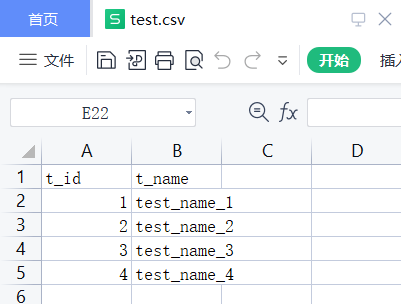 首页 S test.csv
文件 开始 插入
E22 fx
A B C D
1 t_id t_name
2 1 test_name_1
3 2 test_name_2
4 3 test_name_3
5 4 test_name_4
6